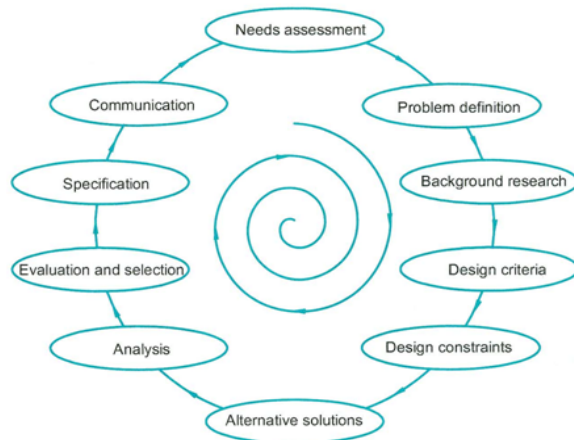 Needs assessment
Problem definition
Background research
Design criteria
Design constraints
Alternative solutions
Analysis
Evaluation and selection
Specification
Communication